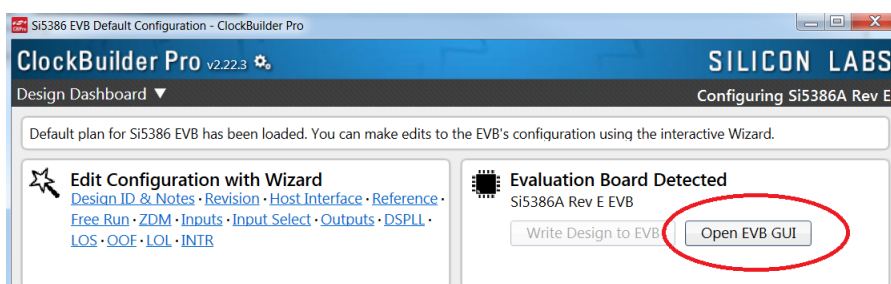 Si5386 EVB Default Configuration - ClockBuilder Pro
ClockBuilder Pro v2.22.3
SILICON LABS
Design Dashboard ▼
Configuring Si5386A Rev E
Default plan for Si5386 EVB has been loaded. You can make edits to the EVB's configuration using the interactive Wizard.
Edit Configuration with Wizard
Design ID & Notes · Revision · Host Interface · Reference ·
Free Run · ZDM · Inputs · Input Select · Outputs · DSPLL ·
LOS · OOF · LOL · INTR
Evaluation Board Detected
Si5386A Rev E EVB
Write Design to EVB
Open EVB GUI